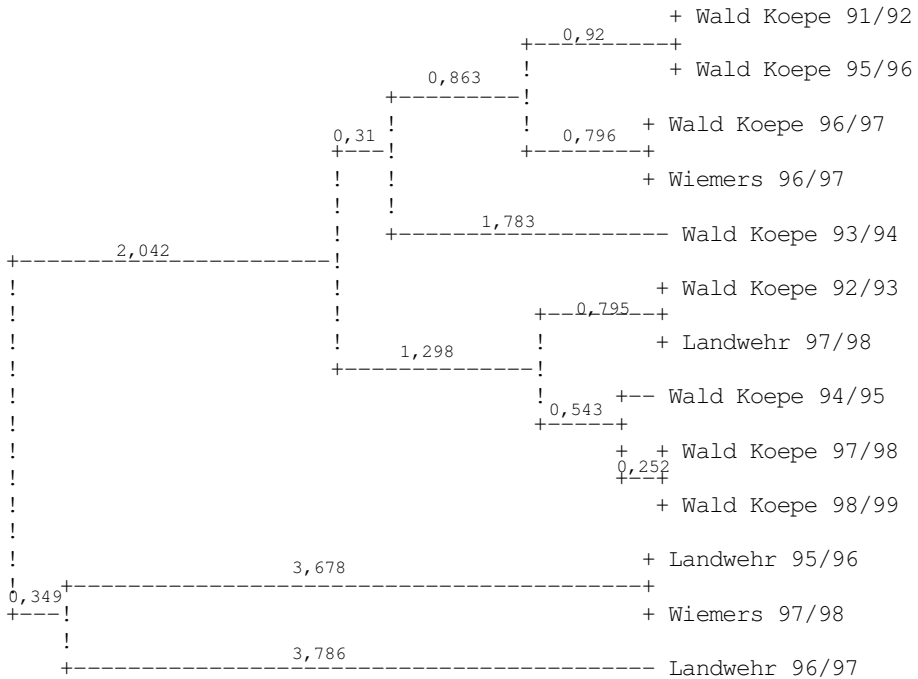 Wald Koepe 91/92
0,92
Wald Koepe 95/96
0,863
Wald Koepe 96/97
0,31
0,796
Wiemers 96/97
1,783
Wald Koepe 93/94
2,042
Wald Koepe 92/93
0,795
Landwehr 97/98
1,298
Wald Koepe 94/95
0,543
Wald Koepe 97/98
0,252
Wald Koepe 98/99
Landwehr 95/96
3,678
0,349
Wiemers 97/98
3,786
Landwehr 96/97